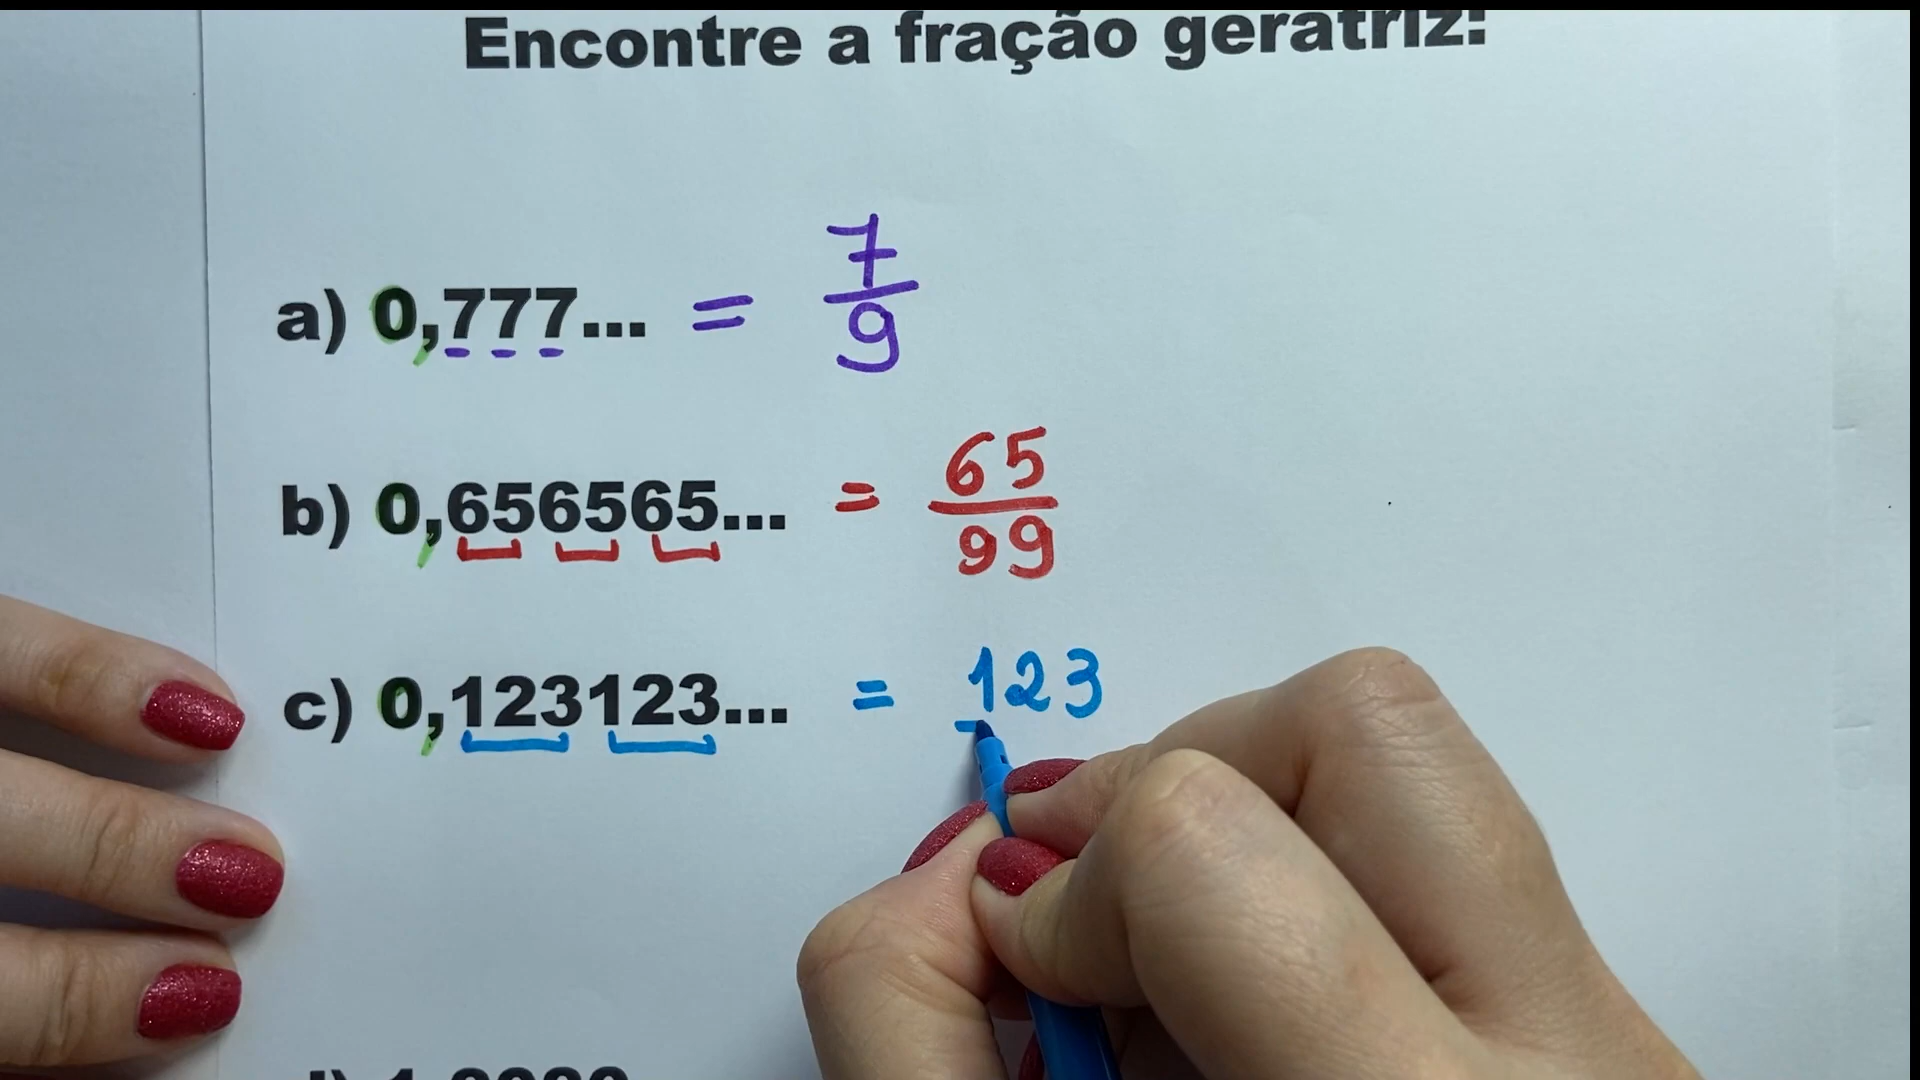 Encontre a fração geratriz:
a) 0,777... = 7/9
b) 0,656565... = 65/99
c) 0,123123... = 123